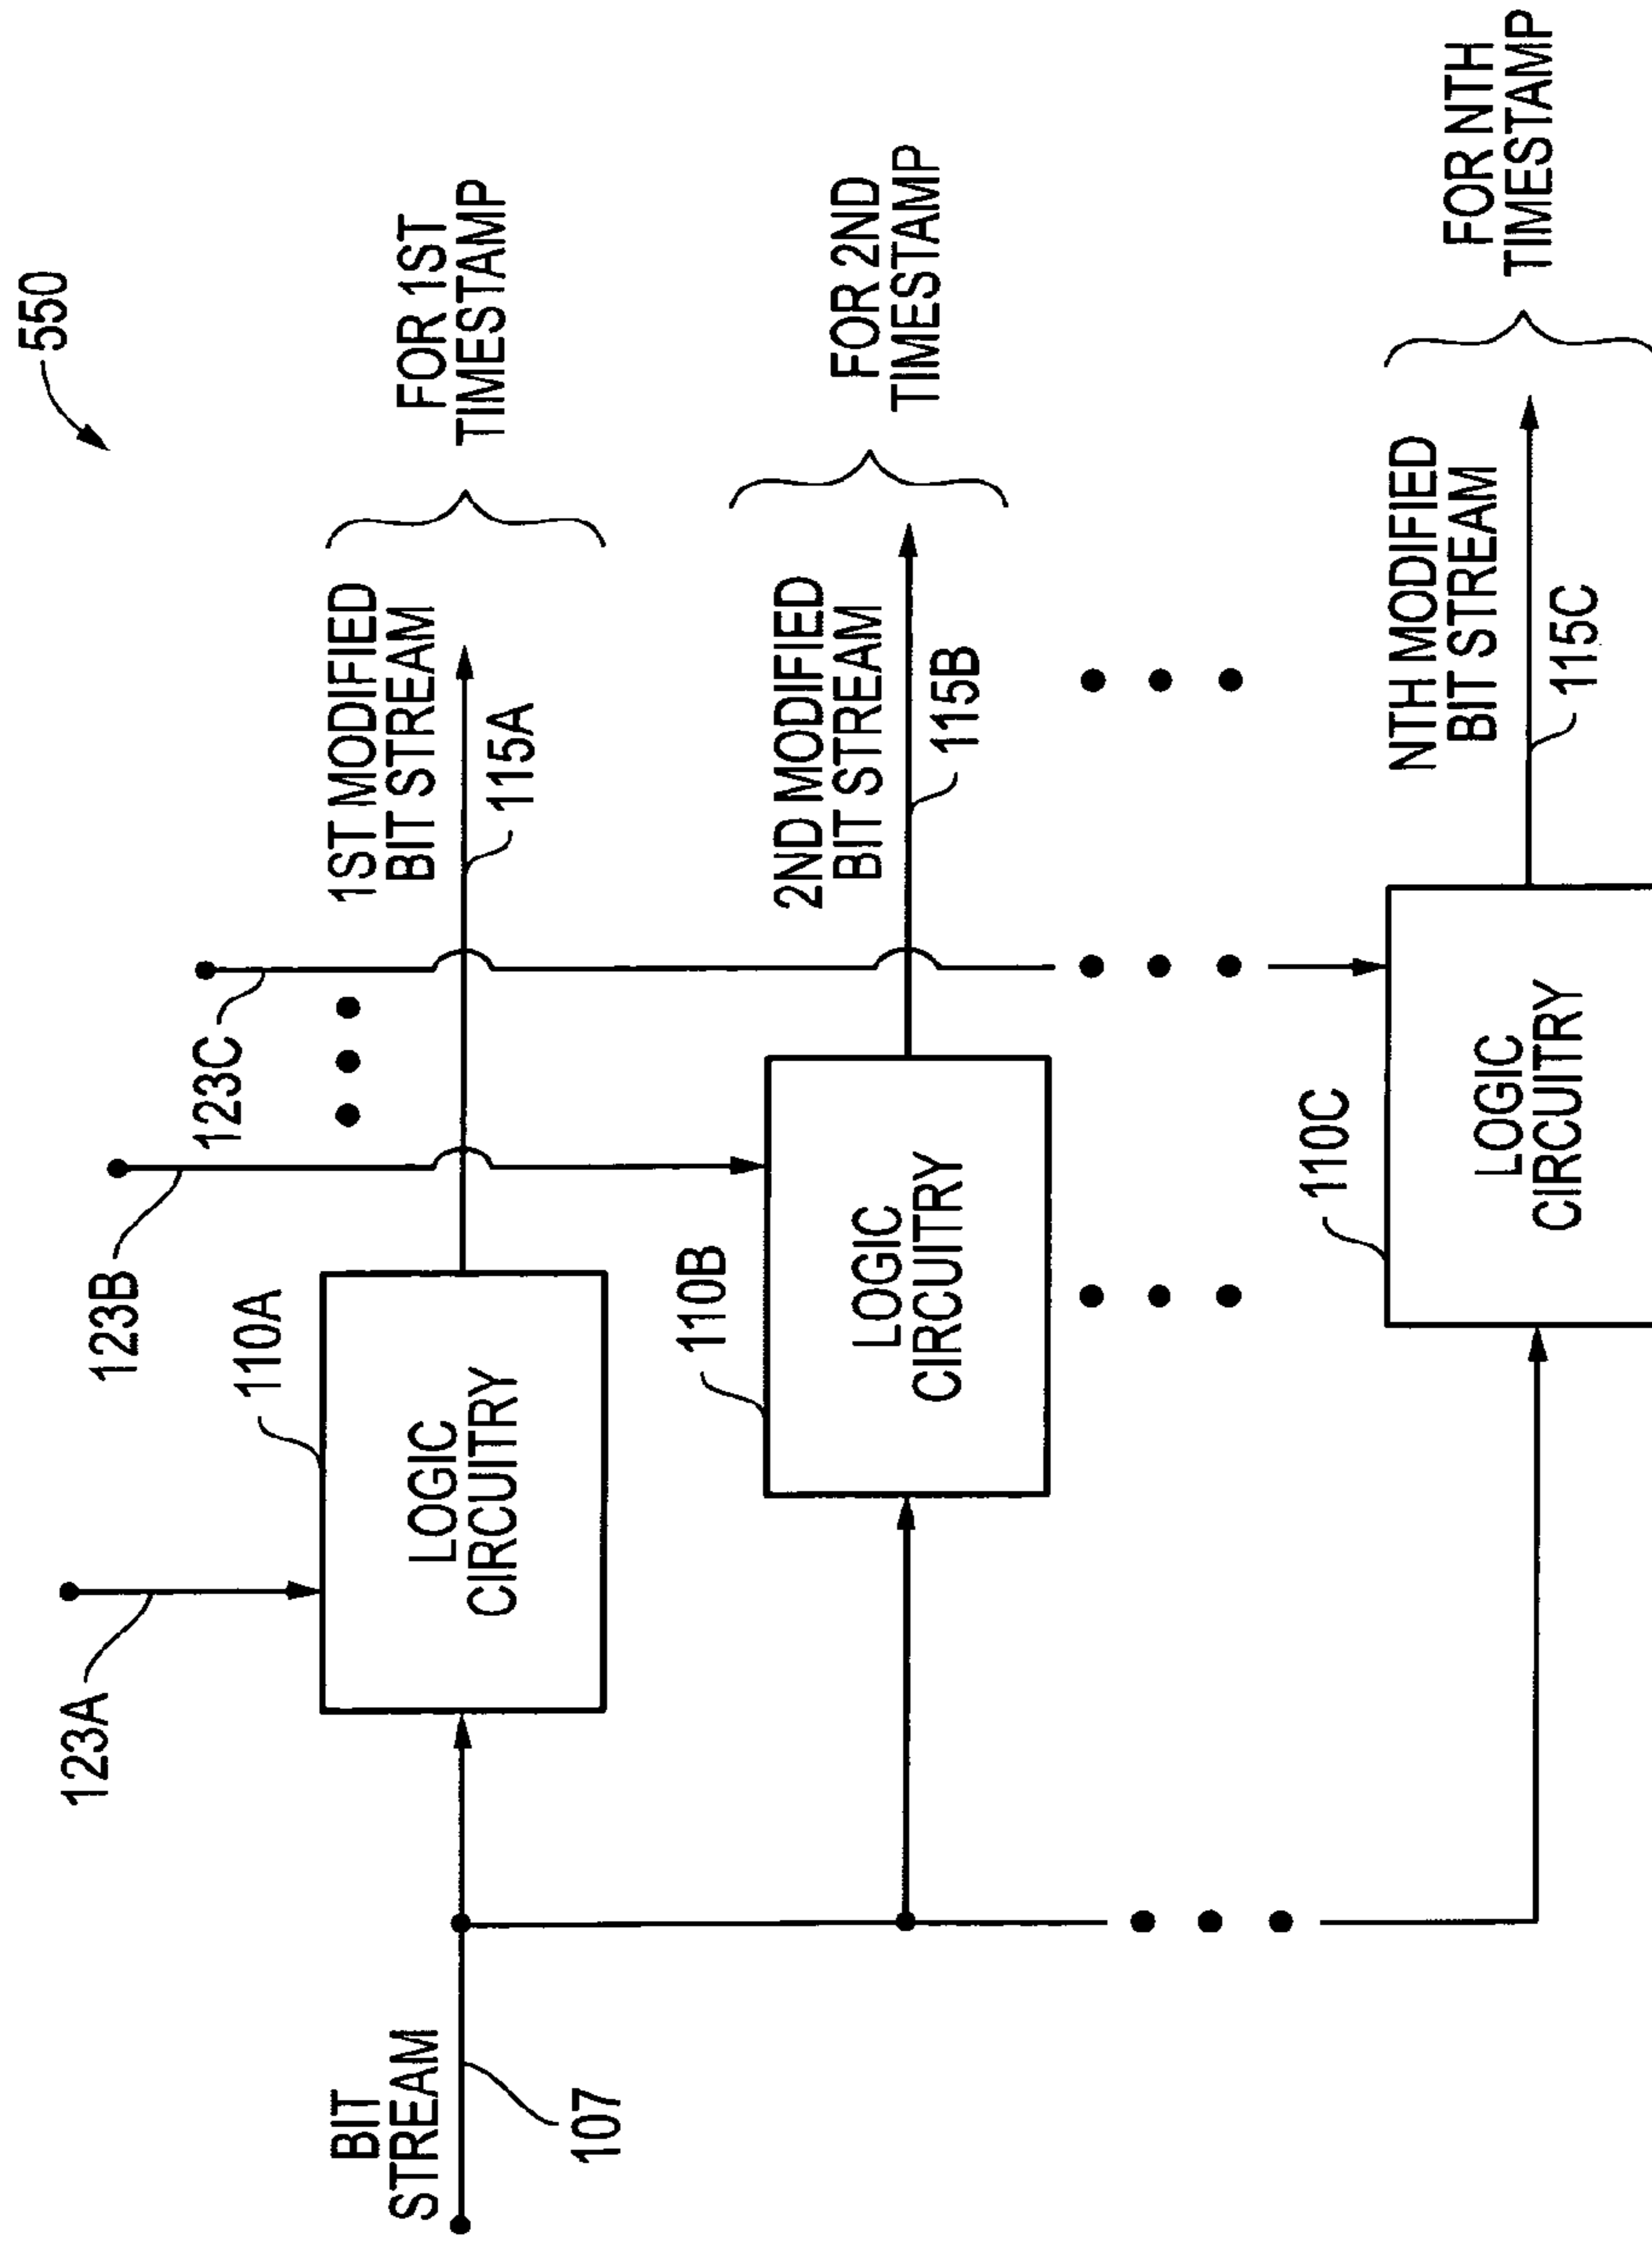 550
123A
123B
123C
BIT
STREAM
107
110A
LOGIC
CIRCUITRY
1ST MODIFIED
BIT STREAM
115A
FOR 1ST
TIMESTAMP
110B
LOGIC
CIRCUITRY
2ND MODIFIED
BIT STREAM
115B
FOR 2ND
TIMESTAMP
110C
LOGIC
CIRCUITRY
NTH MODIFIED
BIT STREAM
115C
FOR NTH
TIMESTAMP